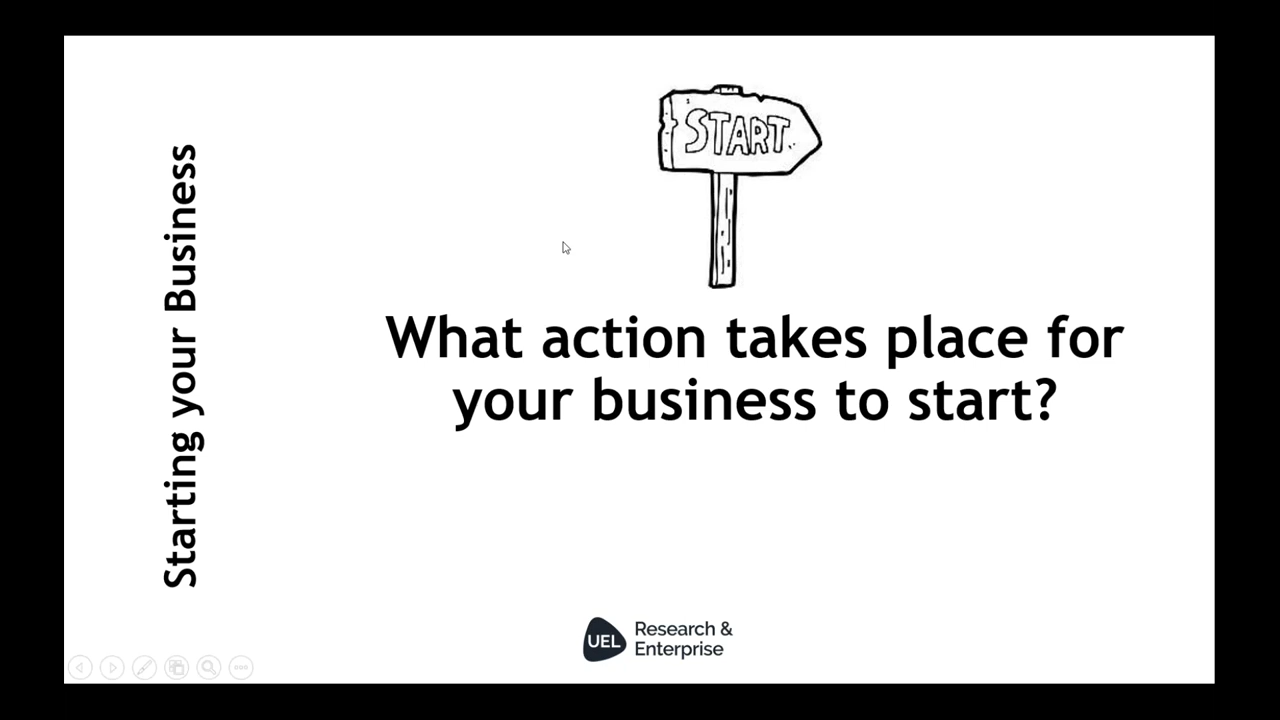 Starting your Business
START
What action takes place for
your business to start?
UEL
Research &
Enterprise